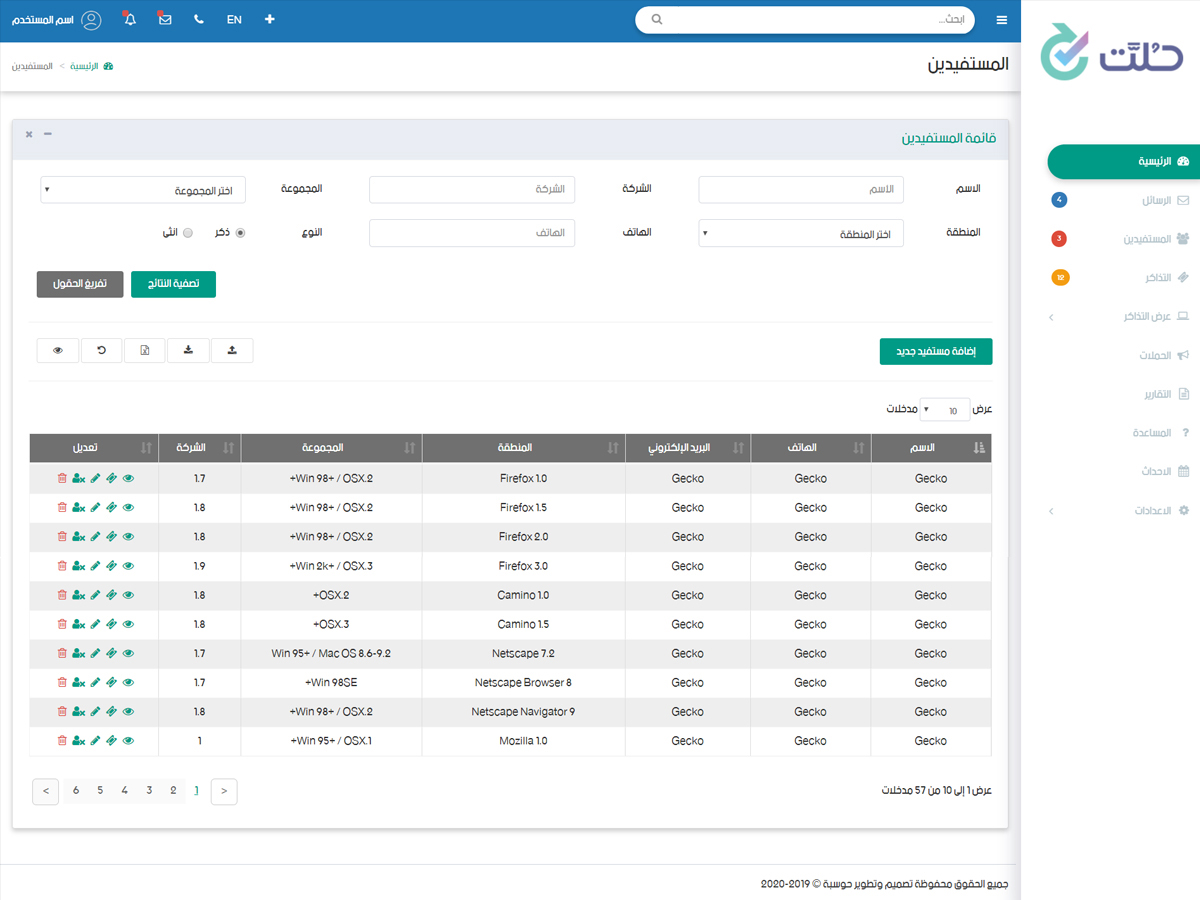 حُلَّت
ابحث...
EN
اسم المستخدم
المستفيدين
الرئيسية > المستفيدين
الرئيسية
الرسائل 4
المستفيدين 3
التذاكر 12
عرض التذاكر
الحملات
التقارير
المساعدة
الاحداث
الاعدادات
قائمة المستفيدين
الاسم الاسم الشركة الشركة المجموعة اختر المجموعة
المنطقة اختر المنطقة الهاتف الهاتف النوع ذكر انثى
تصفية النتائج تفريغ الحقول
إضافة مستفيد جديد
عرض 10 مدخلات
الاسم الهاتف البريد الإلكتروني المنطقة المجموعة الشركة تعديل
Gecko Gecko Gecko Firefox 1.0 +Win 98+ / OSX.2 1.7
Gecko Gecko Gecko Firefox 1.5 +Win 98+ / OSX.2 1.8
Gecko Gecko Gecko Firefox 2.0 +Win 98+ / OSX.2 1.8
Gecko Gecko Gecko Firefox 3.0 +Win 2k+ / OSX.3 1.9
Gecko Gecko Gecko Camino 1.0 +OSX.2 1.8
Gecko Gecko Gecko Camino 1.5 +OSX.3 1.8
Gecko Gecko Gecko Netscape 7.2 Win 95+ / Mac OS 8.6-9.2 1.7
Gecko Gecko Gecko Netscape Browser 8 +Win 98SE 1.7
Gecko Gecko Gecko Netscape Navigator 9 +Win 98+ / OSX.2 1.8
Gecko Gecko Gecko Mozilla 1.0 +Win 95+ / OSX.1 1
عرض 1 إلى 10 من 57 مدخلات
< 6 5 4 3 2 1 >
جميع الحقوق محفوظة تصميم وتطوير حوسبة © 2019-2020